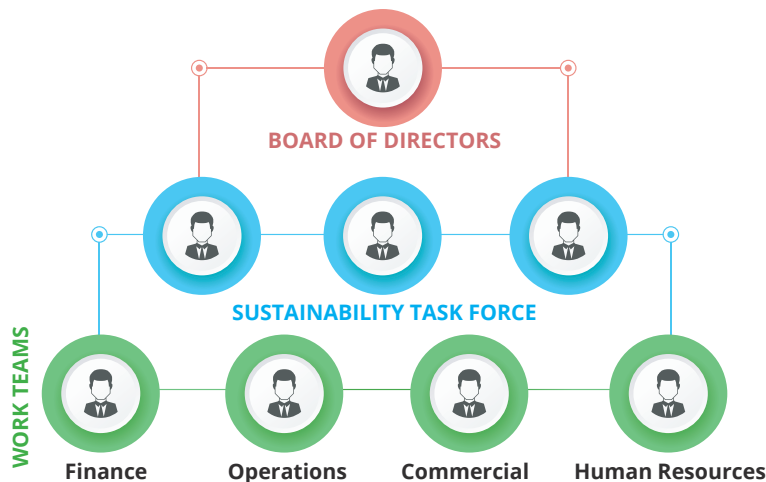 BOARD OF DIRECTORS
SUSTAINABILITY TASK FORCE
WORK TEAMS
Finance
Operations
Commercial
Human Resources